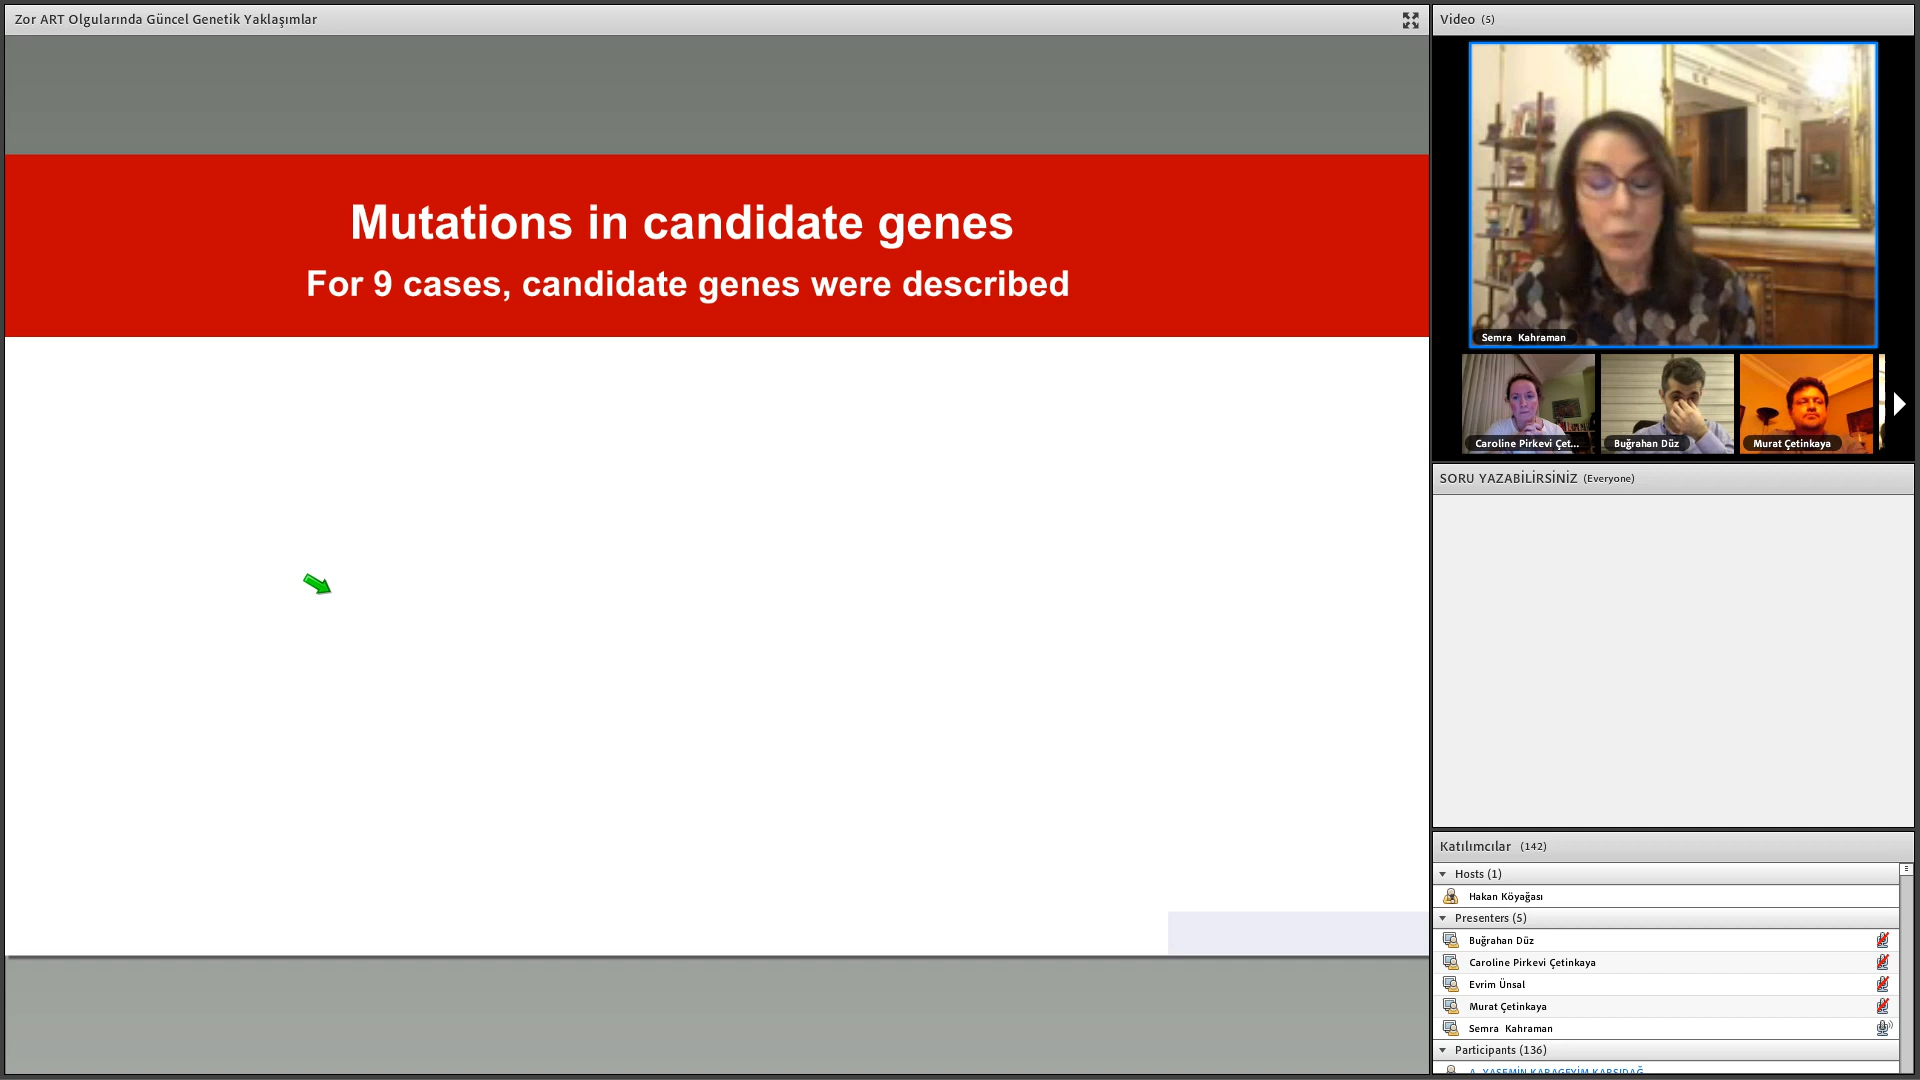 Zor ART Olgularında Güncel Genetik Yaklaşımlar
Mutations in candidate genes
For 9 cases, candidate genes were described
Video (5)
Semra Kahraman
Caroline Pirkevi Çet...
Buğrahan Düz
Murat Çetinkaya
SORU YAZABİLİRSİNİZ (Everyone)
Katılımcılar (142)
Hosts (1)
Hakan Köyağası
Presenters (5)
Buğrahan Düz
Caroline Pirkevi Çetinkaya
Evrim Ünsal
Murat Çetinkaya
Semra Kahraman
Participants (136)
A. YASEMİN